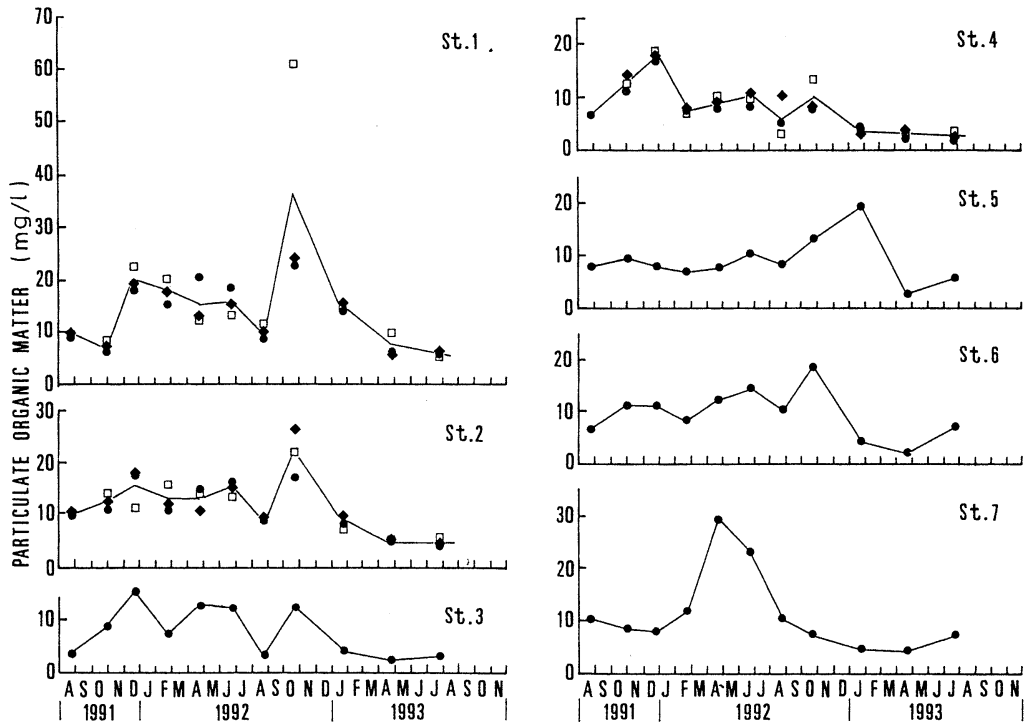 PARTICULATE ORGANIC MATTER (mg/l)
St.1
70
60
50
40
30
20
10
0
St.2
30
20
10
0
St.3
10
0
A S O N D J F M A M J J A S O N D J F M A M J J A S O N
1991 1992 1993
St.4
20
10
0
St.5
20
10
0
St.6
20
10
0
St.7
30
20
10
0
A S O N D J F M A M J J A S O N D J F M A M J J A S O N
1991 1992 1993